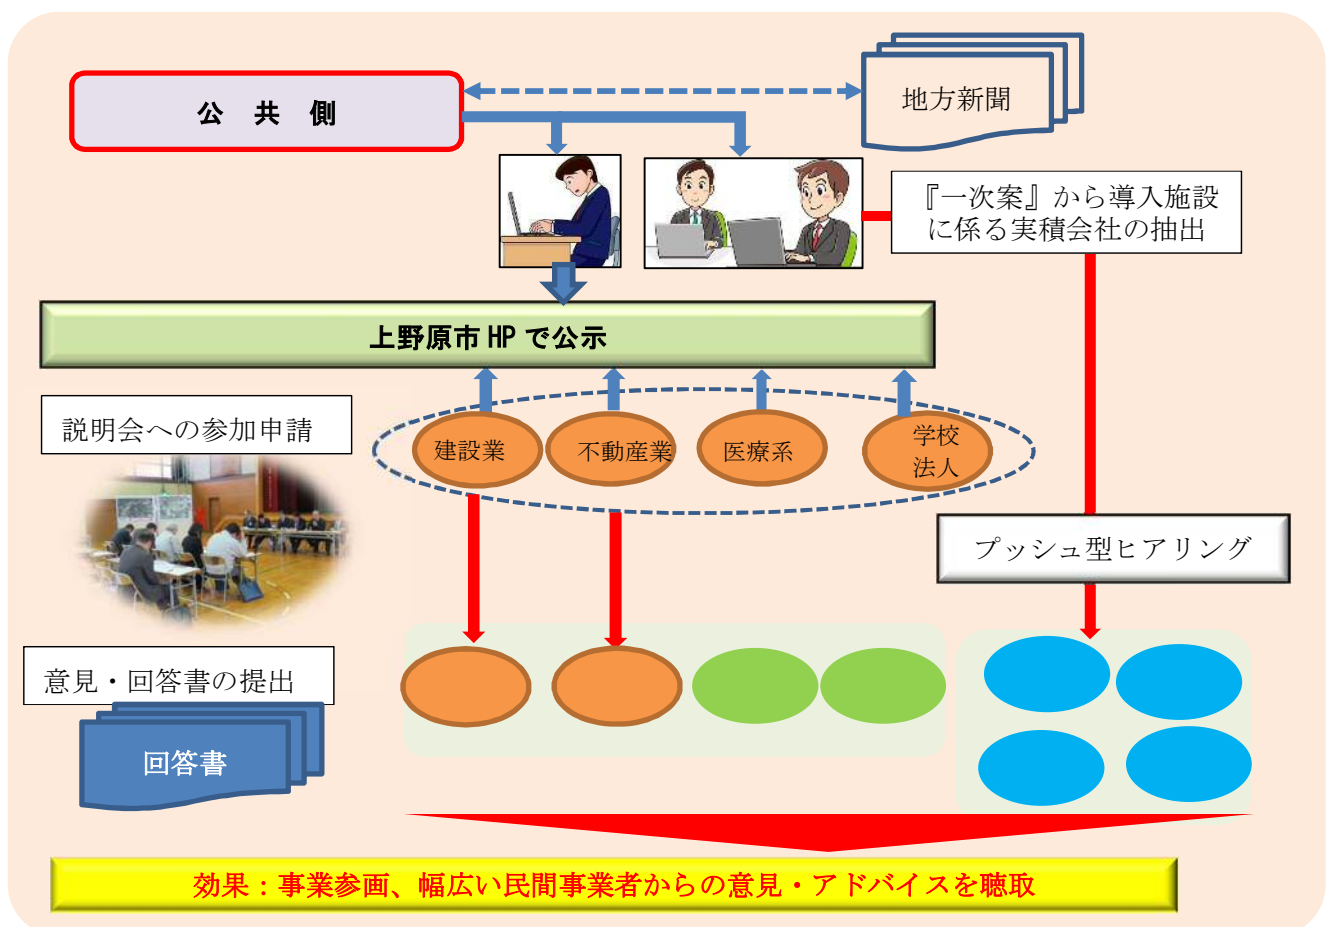 公 共 側
地方新聞
『一次案』から導入施設
に係る実積会社の抽出
上野原市 HP で公示
説明会への参加申請
建設業
不動産業
医療系
学校
法人
プッシュ型ヒアリング
意見・回答書の提出
回答書
効果：事業参画、幅広い民間事業者からの意見・アドバイスを聴取